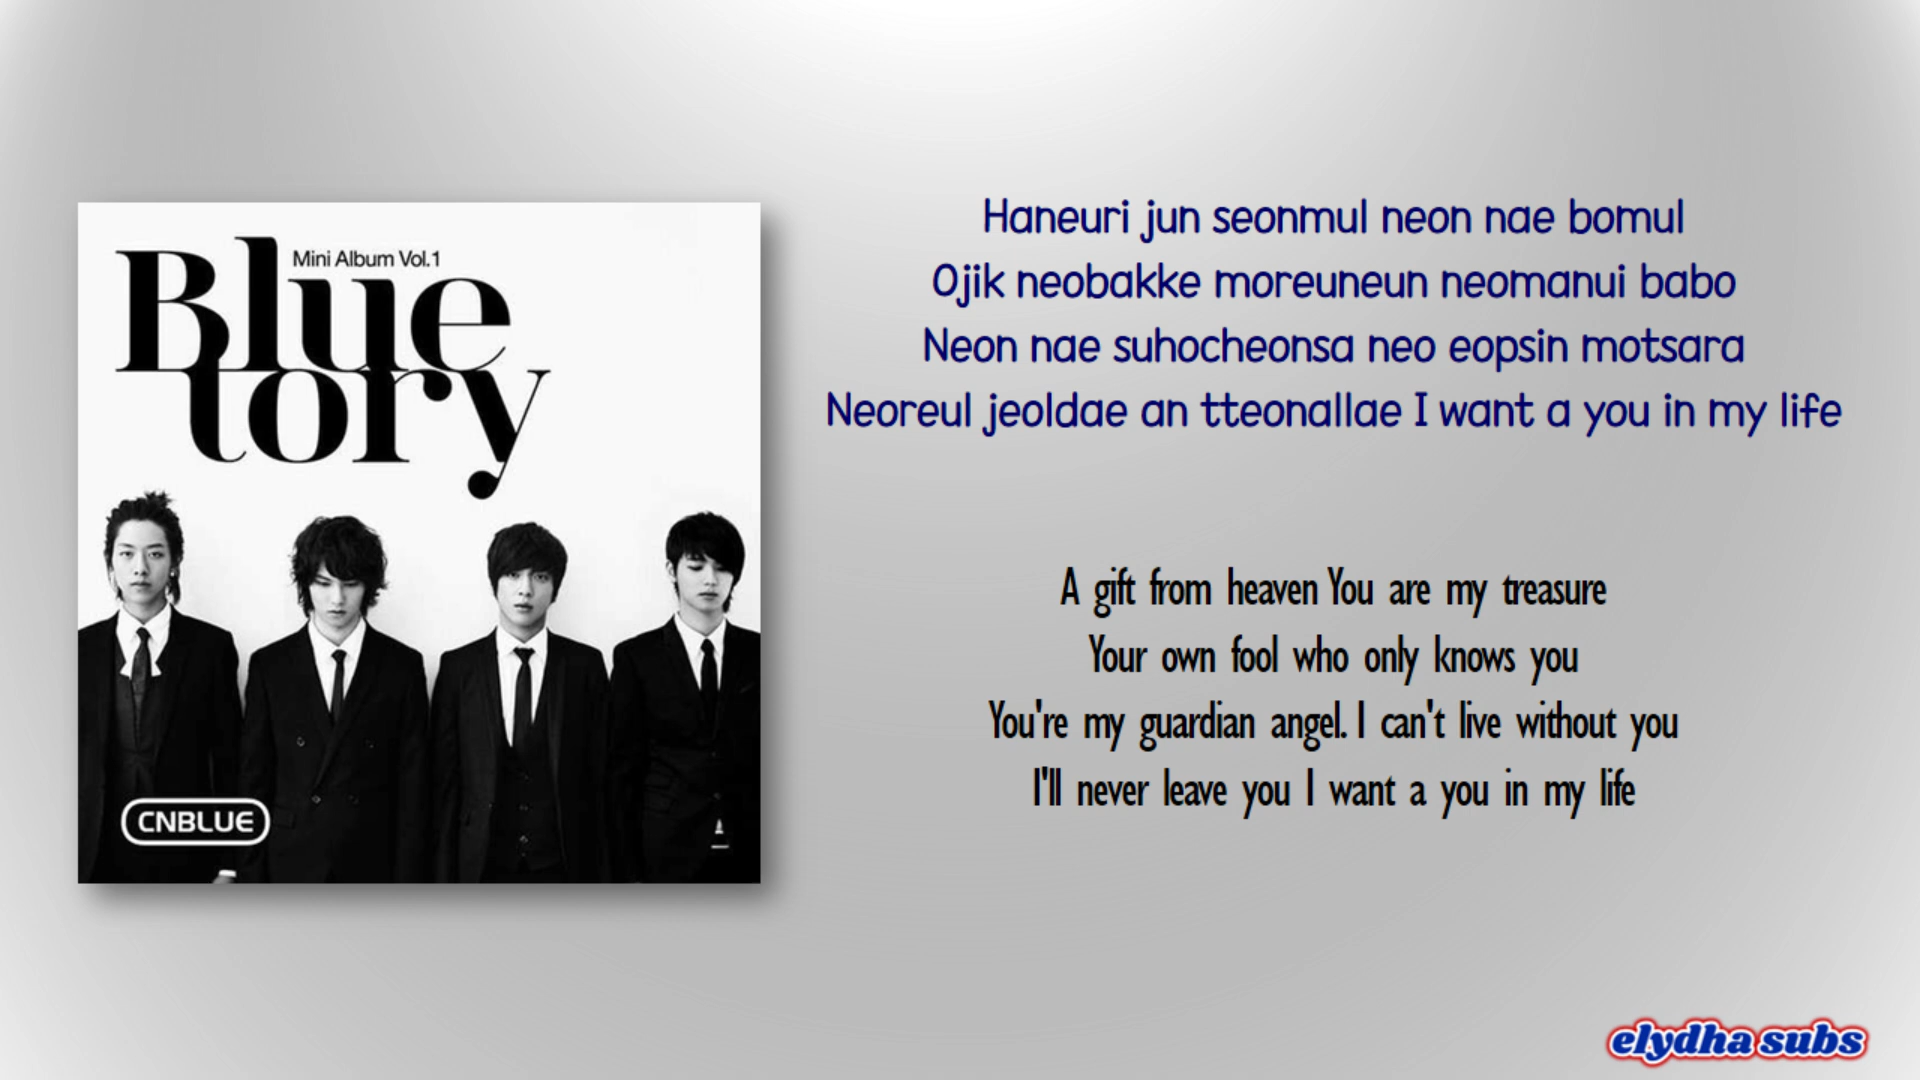 Mini Album Vol.1
Blue
tory
CNBLUE
Haneuri jun seonmul neon nae bomul
Ojik neobakke moreuneun neomanui babo
Neon nae suhocheonsa neo eopsin motsara
Neoreul jeoldae an tteonallae I want a you in my life
A gift from heaven You are my treasure
Your own fool who only knows you
You're my guardian angel. I can't live without you
I'll never leave you I want a you in my life
elydha subs